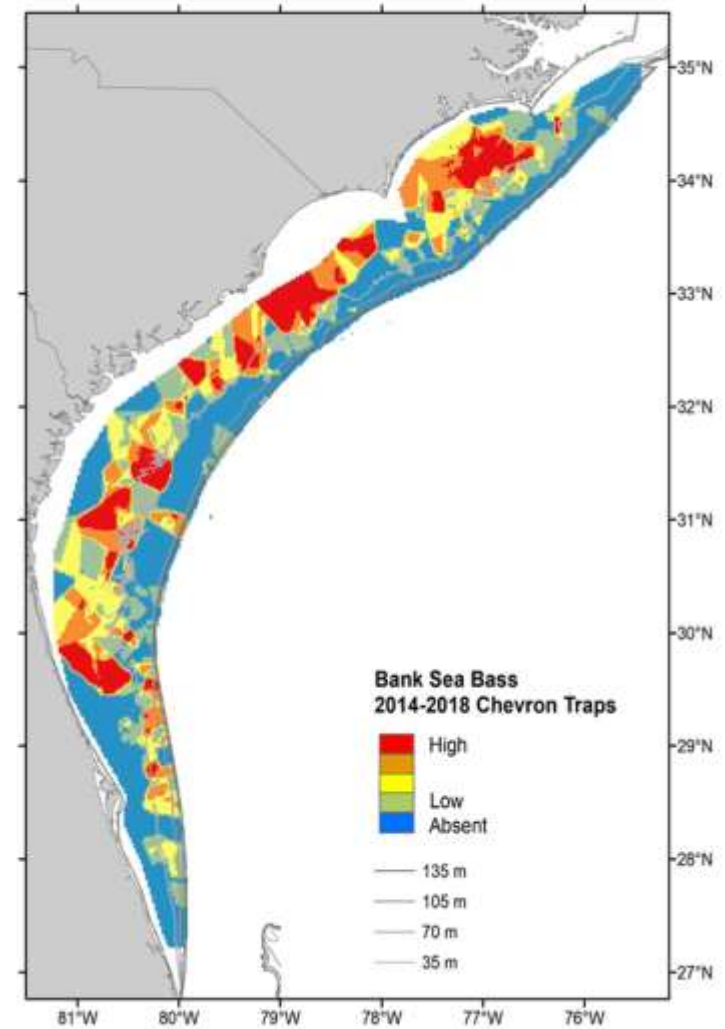 35°N
34°N
33°N
32°N
31°N
30°N
Bank Sea Bass
2014-2018 Chevron Traps
High
29°N
Low
Absent
28°N
135 m
105 m
70 m
35 m
27°N
81°W 80°W 79°W 78°W 77°W 76°W